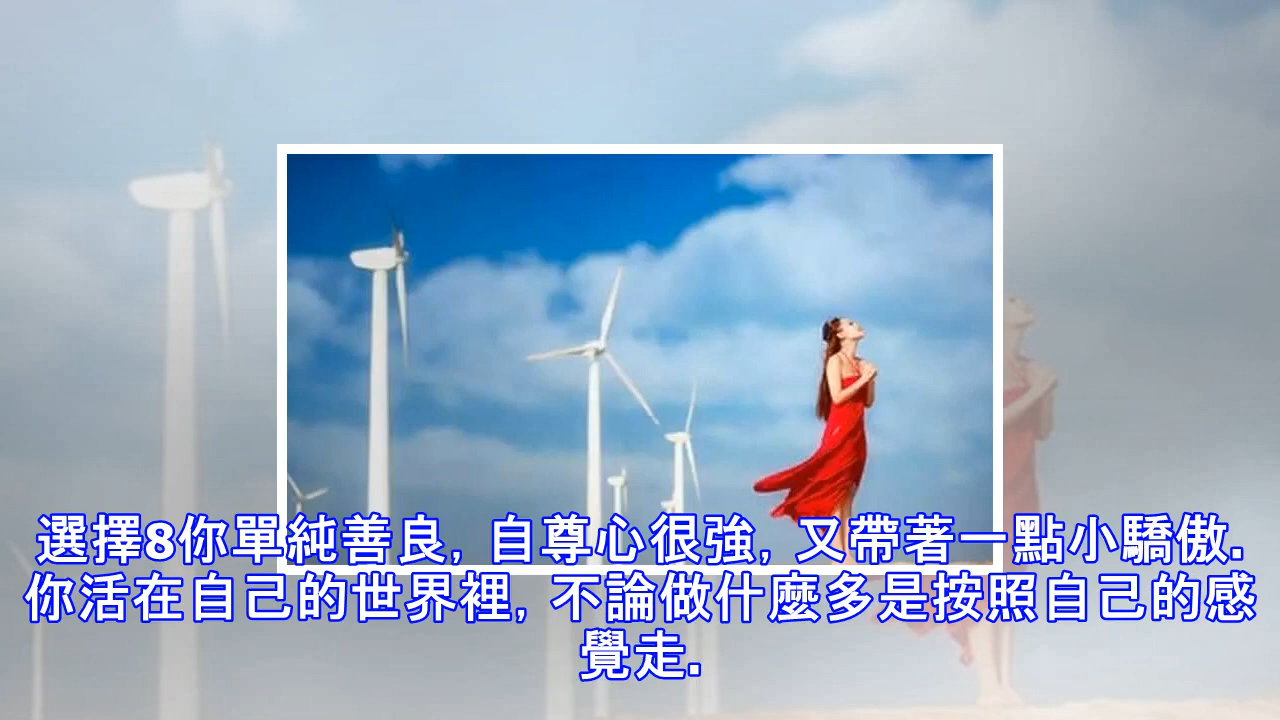 選擇8你單純善良, 自尊心很強, 又帶著一點小驕傲.
你活在自己的世界裡, 不論做什麼多是按照自己的感
覺走.